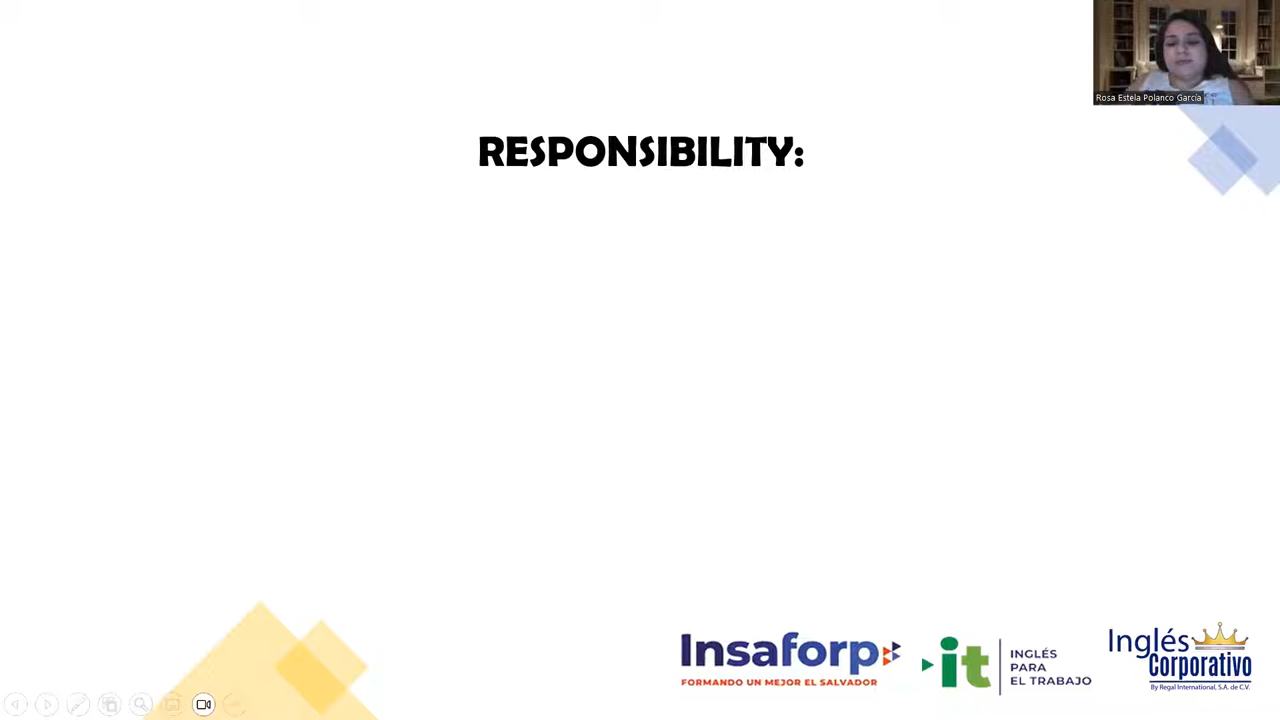 Rosa Estela Polanco García
RESPONSIBILITY:
Insaforp
FORMANDO UN MEJOR EL SALVADOR
it
INGLÉS
PARA
EL TRABAJO
Inglés
Corporativo
By Regal International, S.A. de C.V.